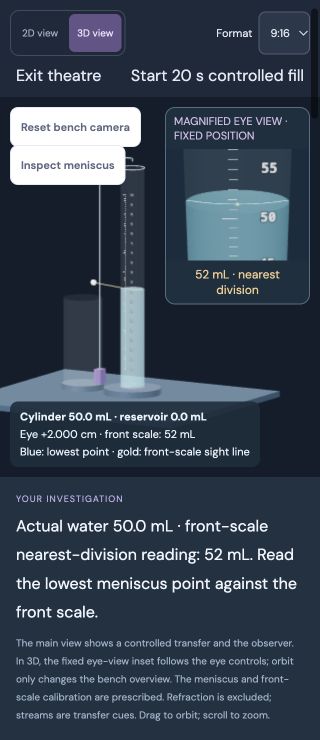 2D view
3D view
Format
9:16
Exit theatre
Start 20 s controlled fill
Reset bench camera
Inspect meniscus
MAGNIFIED EYE VIEW ·
FIXED POSITION
55
50
52 mL · nearest
division
Cylinder 50.0 mL · reservoir 0.0 mL
Eye +2.000 cm · front scale: 52 mL
Blue: lowest point · gold: front-scale sight line
YOUR INVESTIGATION
Actual water 50.0 mL · front-scale
nearest-division reading: 52 mL. Read
the lowest meniscus point against the
front scale.
The main view shows a controlled transfer and the observer.
In 3D, the fixed eye-view inset follows the eye controls; orbit
only changes the bench overview. The meniscus and front-
scale calibration are prescribed. Refraction is excluded;
streams are transfer cues. Drag to orbit; scroll to zoom.